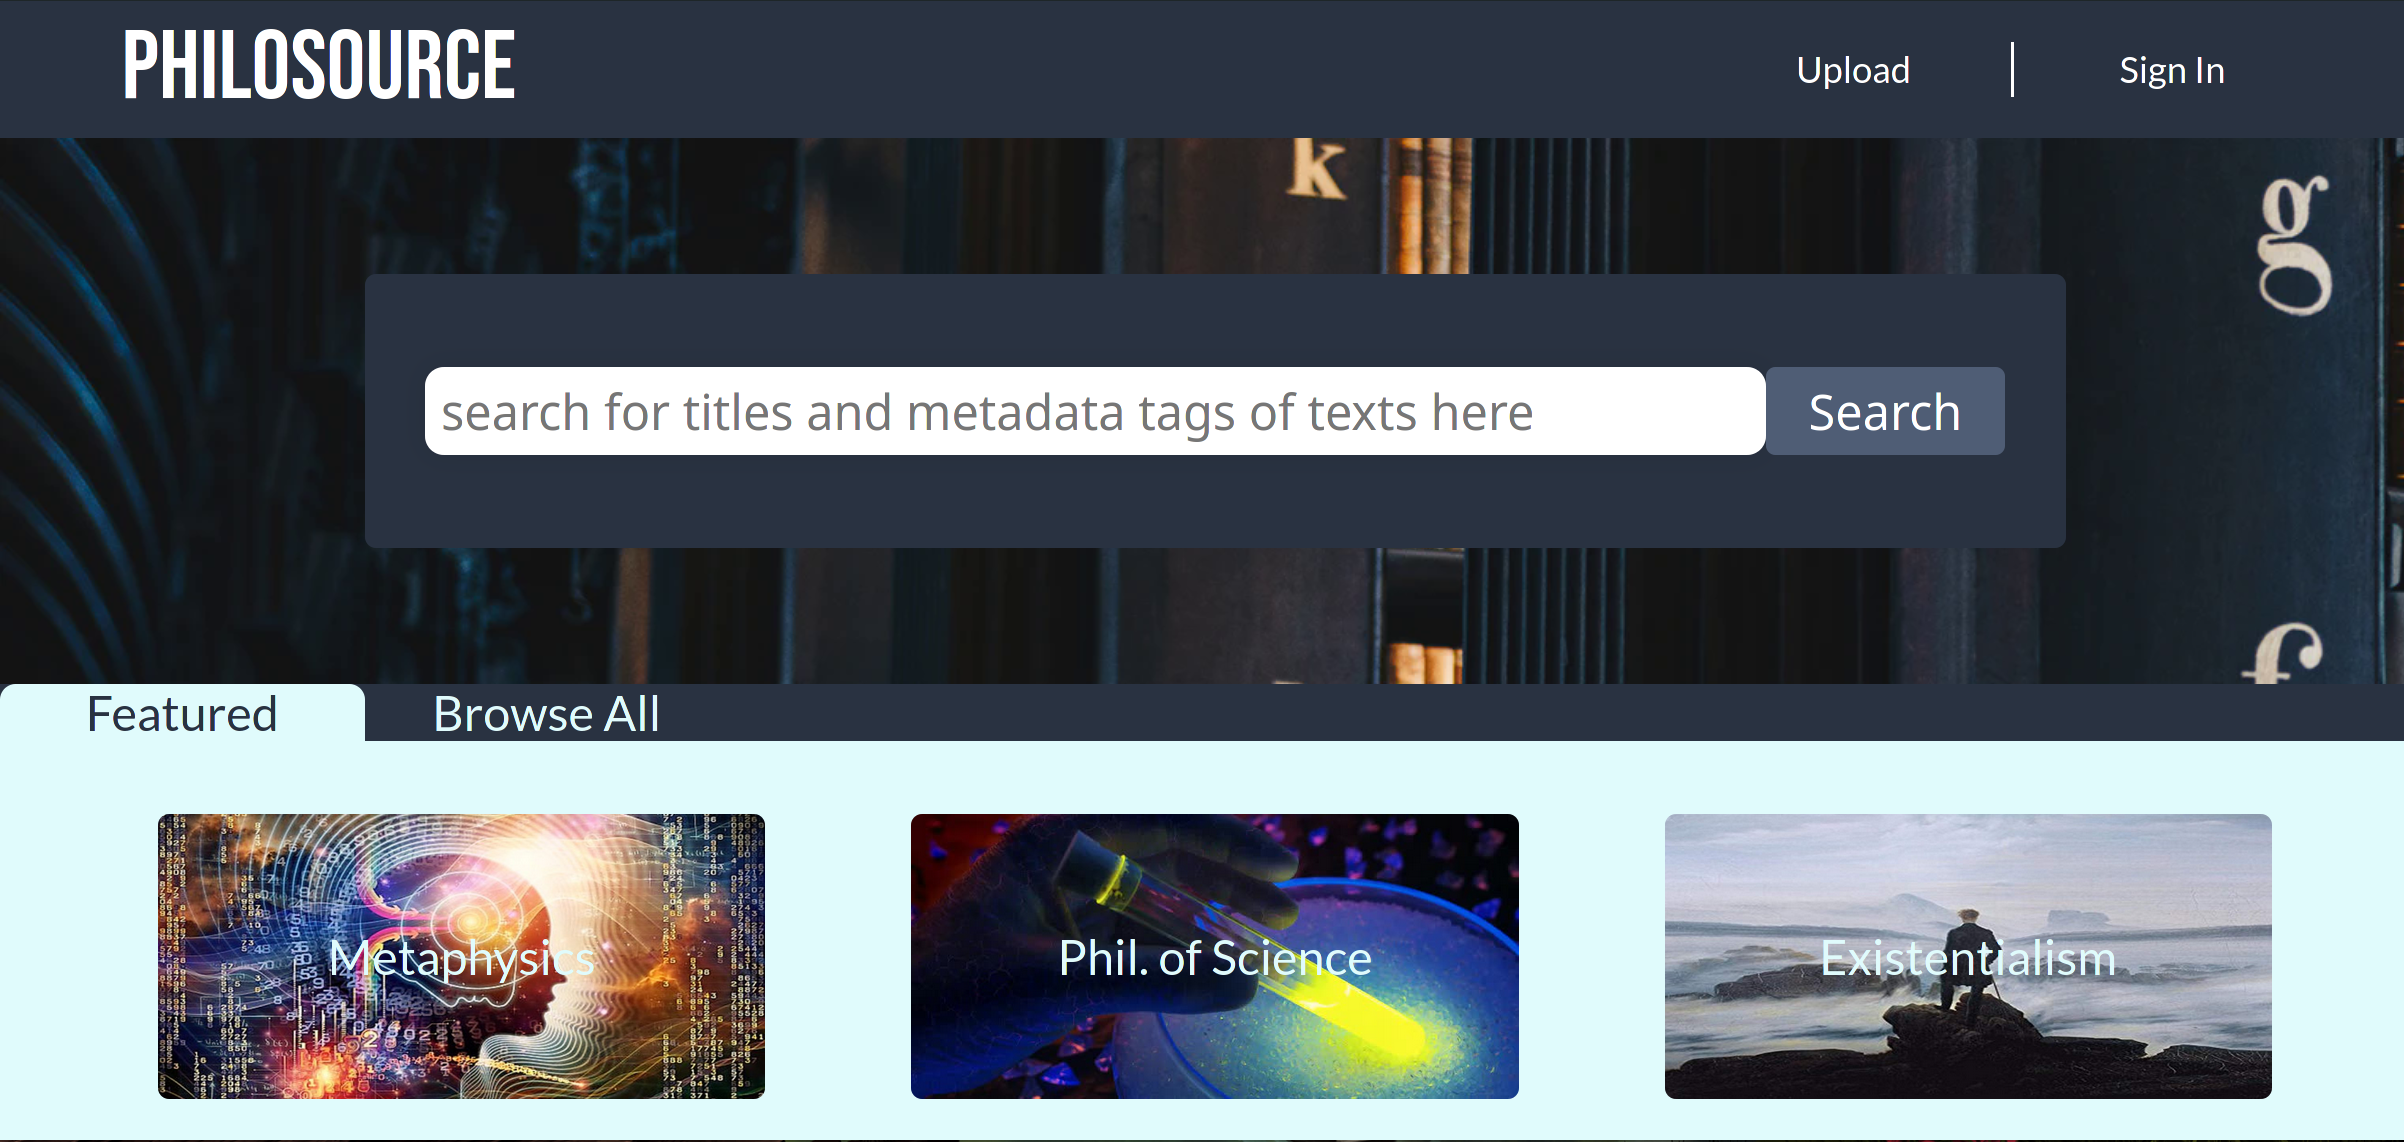 PHILOSOURCE
Upload
Sign In
k
g
search for titles and metadata tags of texts here
Search
f
Featured
Browse All
Metaphysics
Phil. of Science
Existentialism